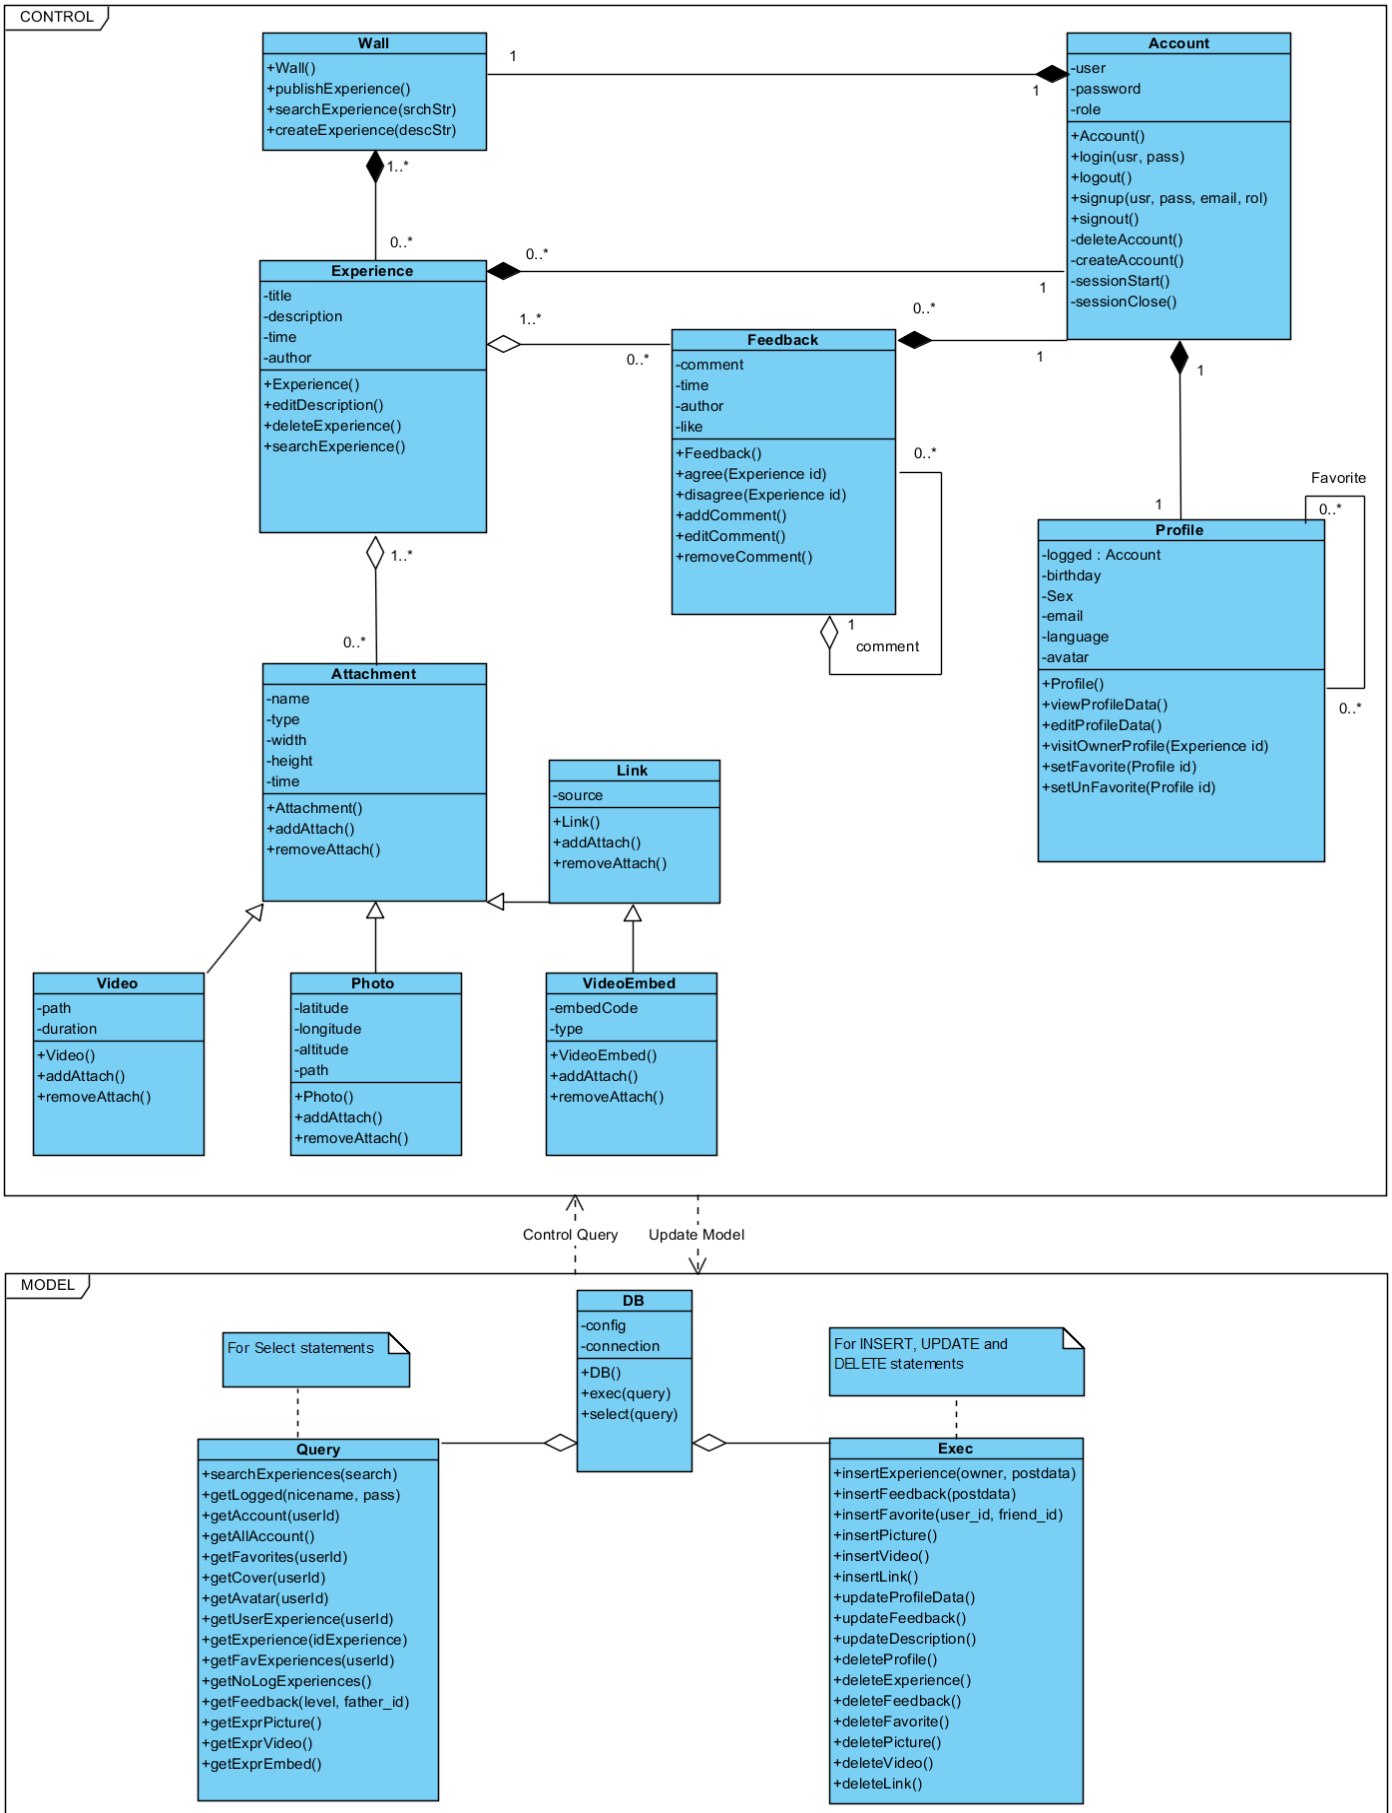 CONTROL
Wall
+Wall()
+publishExperience()
+searchExperience(srchStr)
+createExperience(descStr)
1
1
Account
-user
-password
-role
+Account()
+login(usr, pass)
+logout()
+signup(usr, pass, email, rol)
+signout()
-deleteAccount()
-createAccount()
-sessionStart()
-sessionClose()
1..*
0..*
0..*
1
Experience
-title
-description
-time
-author
+Experience()
+editDescription()
+deleteExperience()
+searchExperience()
1..*
0..*
0..*
1
Feedback
-comment
-time
-author
-like
+Feedback()
+agree(Experience id)
+disagree(Experience id)
+addComment()
+editComment()
+removeComment()
0..*
1
comment
1
1
Favorite
0..*
0..*
Profile
-logged : Account
-birthday
-Sex
-email
-language
-avatar
+Profile()
+viewProfileData()
+editProfileData()
+visitOwnerProfile(Experience id)
+setFavorite(Profile id)
+setUnFavorite(Profile id)
1..*
0..*
Attachment
-name
-type
-width
-height
-time
+Attachment()
+addAttach()
+removeAttach()
Link
-source
+Link()
+addAttach()
+removeAttach()
Video
-path
-duration
+Video()
+addAttach()
+removeAttach()
Photo
-latitude
-longitude
-altitude
-path
+Photo()
+addAttach()
+removeAttach()
VideoEmbed
-embedCode
-type
+VideoEmbed()
+addAttach()
+removeAttach()
Control Query
Update Model
MODEL
DB
-config
-connection
+DB()
+exec(query)
+select(query)
For Select statements
For INSERT, UPDATE and
DELETE statements
Query
+searchExperiences(search)
+getLogged(nicename, pass)
+getAccount(userId)
+getAllAccount()
+getFavorites(userId)
+getCover(userId)
+getAvatar(userId)
+getUserExperience(userId)
+getExperience(idExperience)
+getFavExperiences(userId)
+getNoLogExperiences()
+getFeedback(level, father_id)
+getExprPicture()
+getExprVideo()
+getExprEmbed()
Exec
+insertExperience(owner, postdata)
+insertFeedback(postdata)
+insertFavorite(user_id, friend_id)
+insertPicture()
+insertVideo()
+insertLink()
+updateProfileData()
+updateFeedback()
+updateDescription()
+deleteProfile()
+deleteExperience()
+deleteFeedback()
+deleteFavorite()
+deletePicture()
+deleteVideo()
+deleteLink()